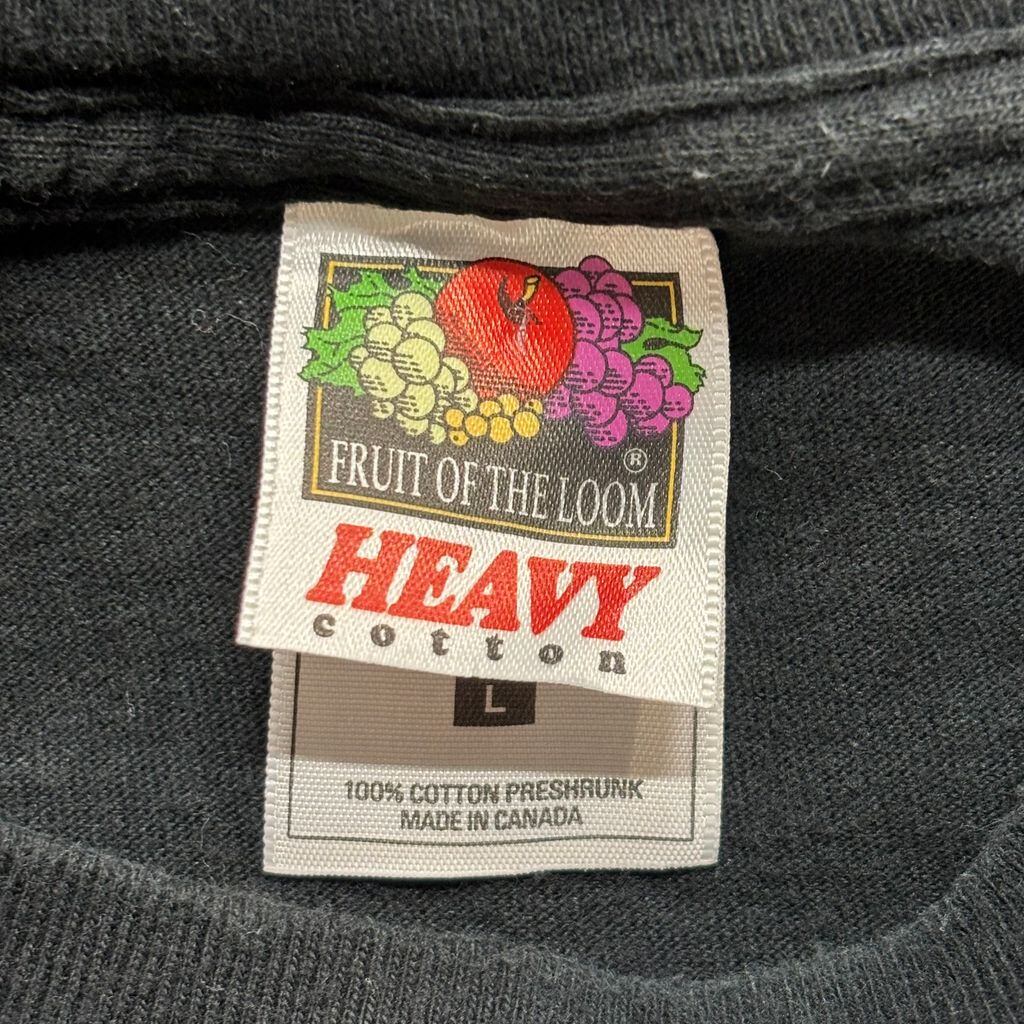 FRUIT OF THE LOOM ®
HEAVY
cotton
L
100% COTTON PRESHRUNK
MADE IN CANADA